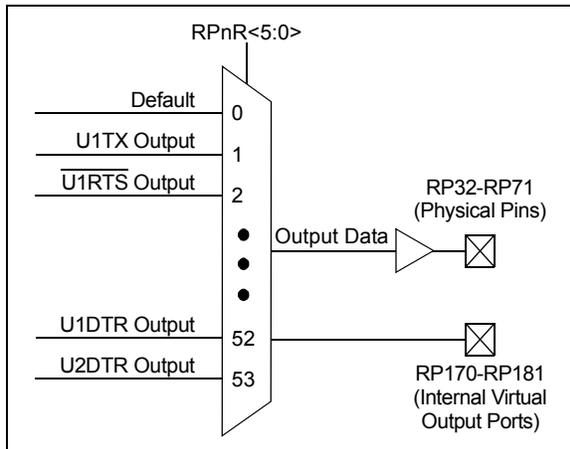 RPnR<5:0>
Default
0
U1TX Output
1
U1RTS Output
2
RP32-RP71
(Physical Pins)
Output Data
U1DTR Output
52
U2DTR Output
53
RP170-RP181
(Internal Virtual
Output Ports)